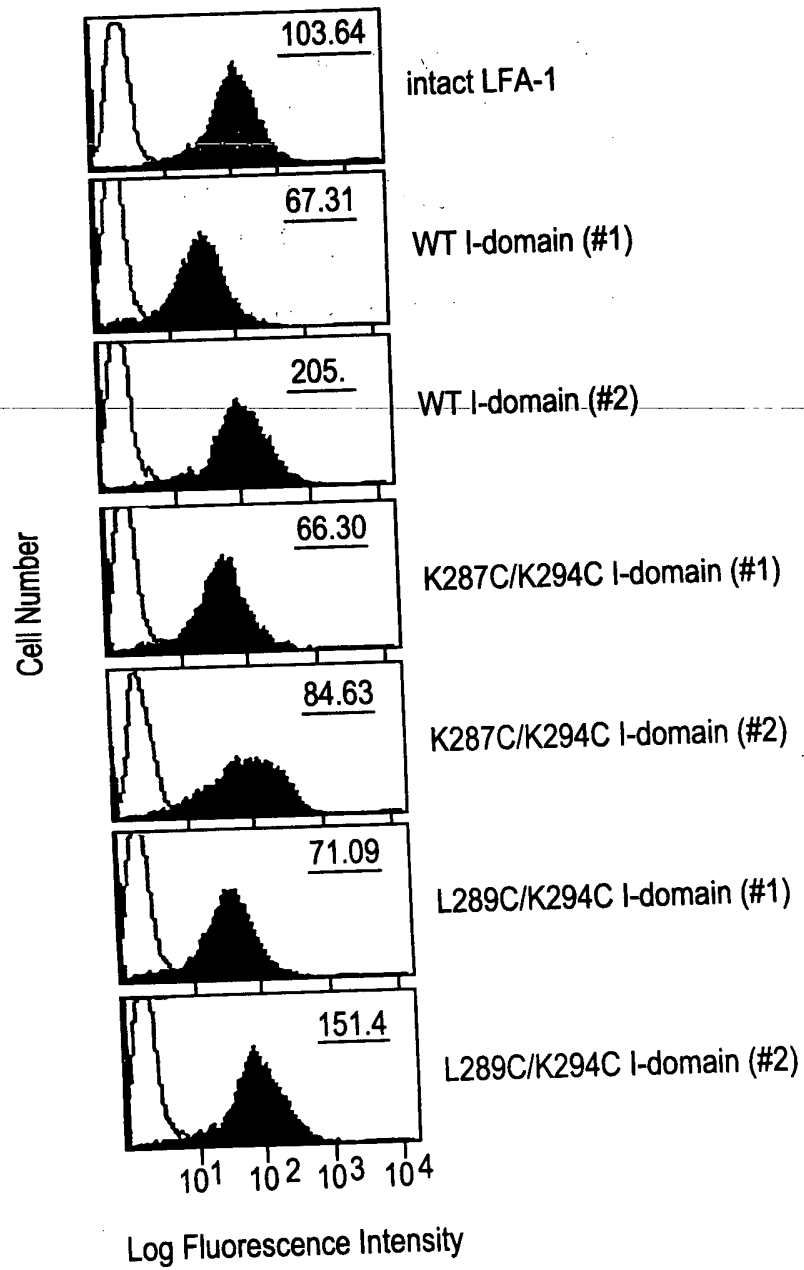 103.64
intact LFA-1
67.31
WT I-domain (#1)
205.
WT I-domain (#2)
66.30
K287C/K294C I-domain (#1)
84.63
K287C/K294C I-domain (#2)
71.09
L289C/K294C I-domain (#1)
151.4
L289C/K294C I-domain (#2)
Cell Number
10¹ 10² 10³ 10⁴
Log Fluorescence Intensity